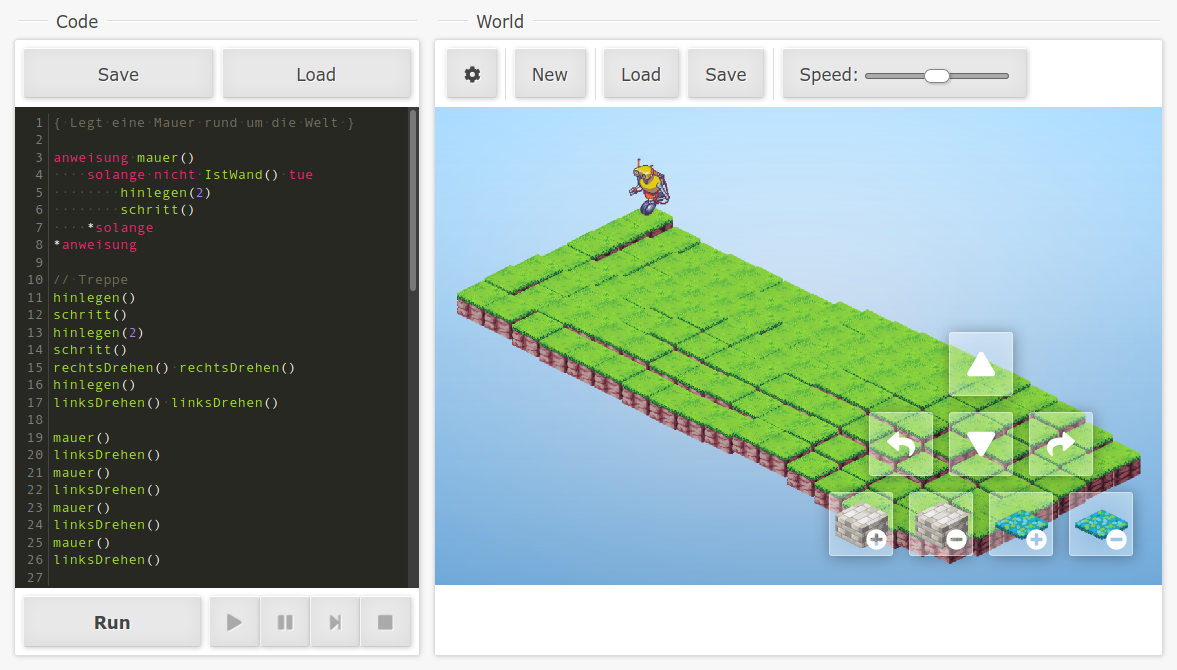 Code
Save Load
1 { Legt eine Mauer rund um die Welt }
2
3 anweisung mauer()
4 solange nicht IstWand() tue
5 hinlegen(2)
6 schritt()
7 *solange
8 *anweisung
9
10 // Treppe
11 hinlegen()
12 schritt()
13 hinlegen(2)
14 schritt()
15 rechtsDrehen() rechtsDrehen()
16 hinlegen()
17 linksDrehen() linksDrehen()
18
19 mauer()
20 linksDrehen()
21 mauer()
22 linksDrehen()
23 mauer()
24 linksDrehen()
25 mauer()
26 linksDrehen()
27
Run
World
New Load Save Speed: